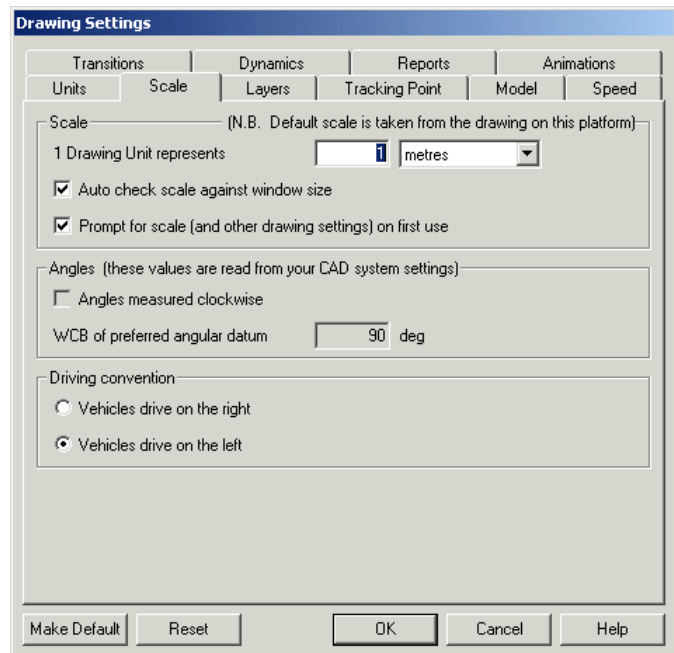 Drawing Settings
Transitions Dynamics Reports Animations
Units Scale Layers Tracking Point Model Speed
Scale (N.B. Default scale is taken from the drawing on this platform)
1 Drawing Unit represents 1 metres
Auto check scale against window size
Prompt for scale (and other drawing settings) on first use
Angles (these values are read from your CAD system settings)
Angles measured clockwise
WCB of preferred angular datum 90 deg
Driving convention
Vehicles drive on the right
Vehicles drive on the left
Make Default Reset OK Cancel Help